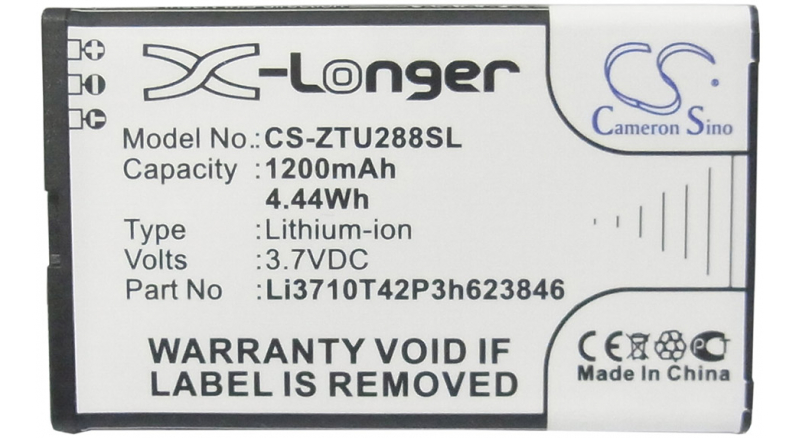 X-Longer
CS
Cameron Sino
Model No.: CS-ZTU288SL
Capacity : 1200mAh
4.44Wh
Type : Lithium-ion
Volts : 3.7VDC
Part No : Li3710T42P3h623846
WARRANTY VOID IF
LABEL IS REMOVED
CE
Made In China